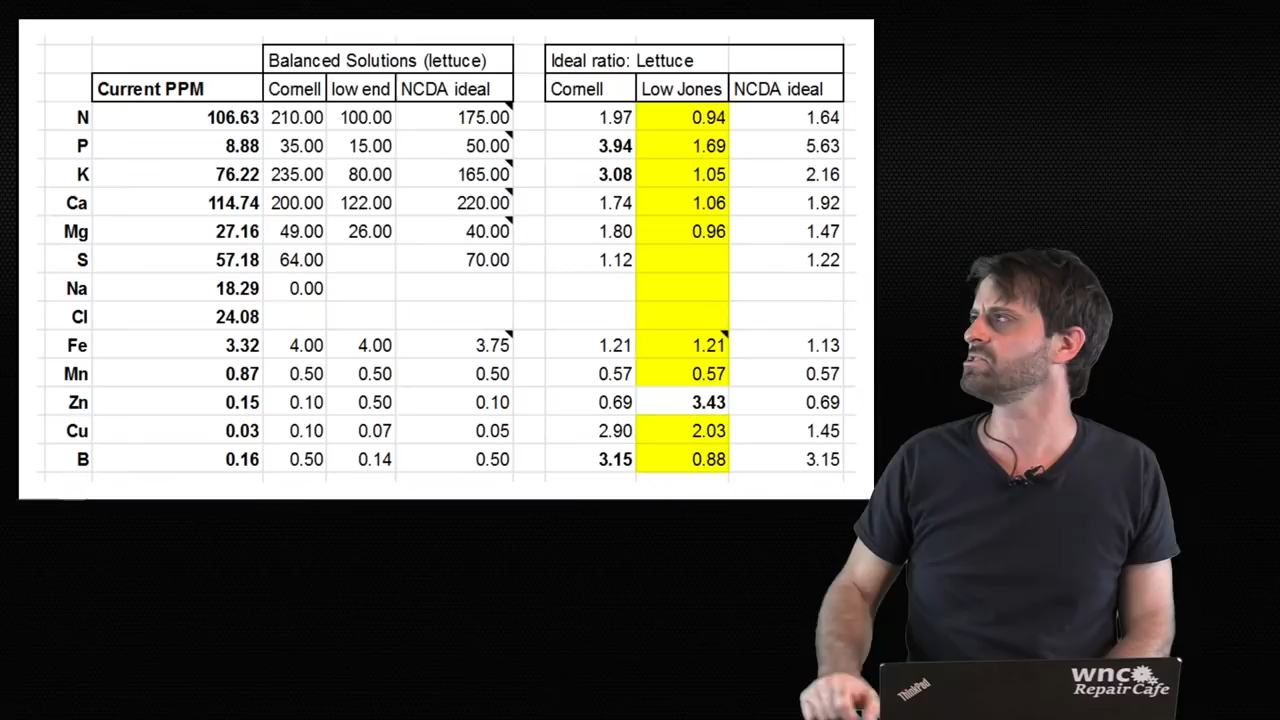 Balanced Solutions (lettuce) Ideal ratio: Lettuce
Current PPM Cornell low end NCDA ideal Cornell Low Jones NCDA ideal
N 106.63 210.00 100.00 175.00 1.97 0.94 1.64
P 8.88 35.00 15.00 50.00 3.94 1.69 5.63
K 76.22 235.00 80.00 165.00 3.08 1.05 2.16
Ca 114.74 200.00 122.00 220.00 1.74 1.06 1.92
Mg 27.16 49.00 26.00 40.00 1.80 0.96 1.47
S 57.18 64.00 70.00 1.12 1.22
Na 18.29 0.00
Cl 24.08
Fe 3.32 4.00 4.00 3.75 1.21 1.21 1.13
Mn 0.87 0.50 0.50 0.50 0.57 0.57 0.57
Zn 0.15 0.10 0.50 0.10 0.69 3.43 0.69
Cu 0.03 0.10 0.07 0.05 2.90 2.03 1.45
B 0.16 0.50 0.14 0.50 3.15 0.88 3.15
ThinkPad
wnc
Repair Cafe